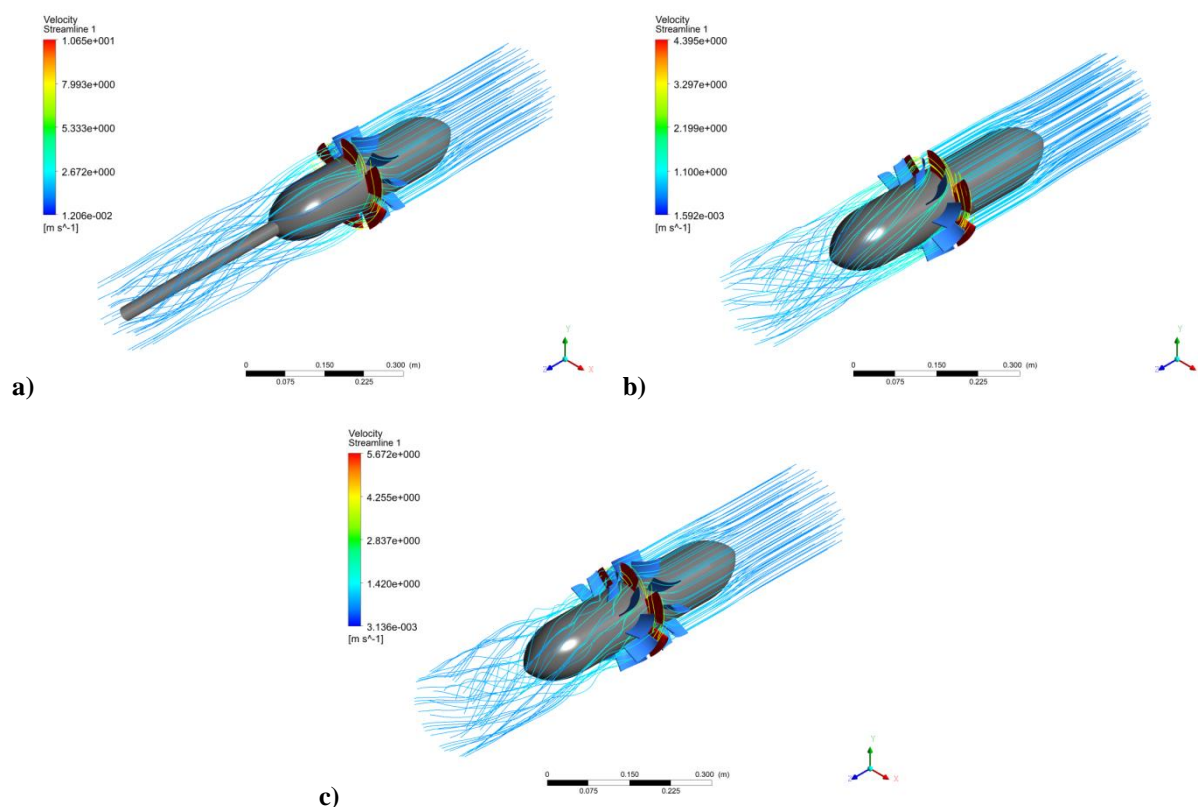 Velocity
Streamline 1
1.065e+001
7.993e+000
5.333e+000
2.672e+000
1.206e-002
[m s^-1]
0 0.150 0.300 (m)
0.075 0.225
Y
Z X
a)
Velocity
Streamline 1
4.395e+000
3.297e+000
2.199e+000
1.100e+000
1.592e-003
[m s^-1]
0 0.150 0.300 (m)
0.075 0.225
Y
Z
b)
Velocity
Streamline 1
5.672e+000
4.255e+000
2.837e+000
1.420e+000
3.136e-003
[m s^-1]
0 0.150 0.300 (m)
0.075 0.225
Y
Z X
c)